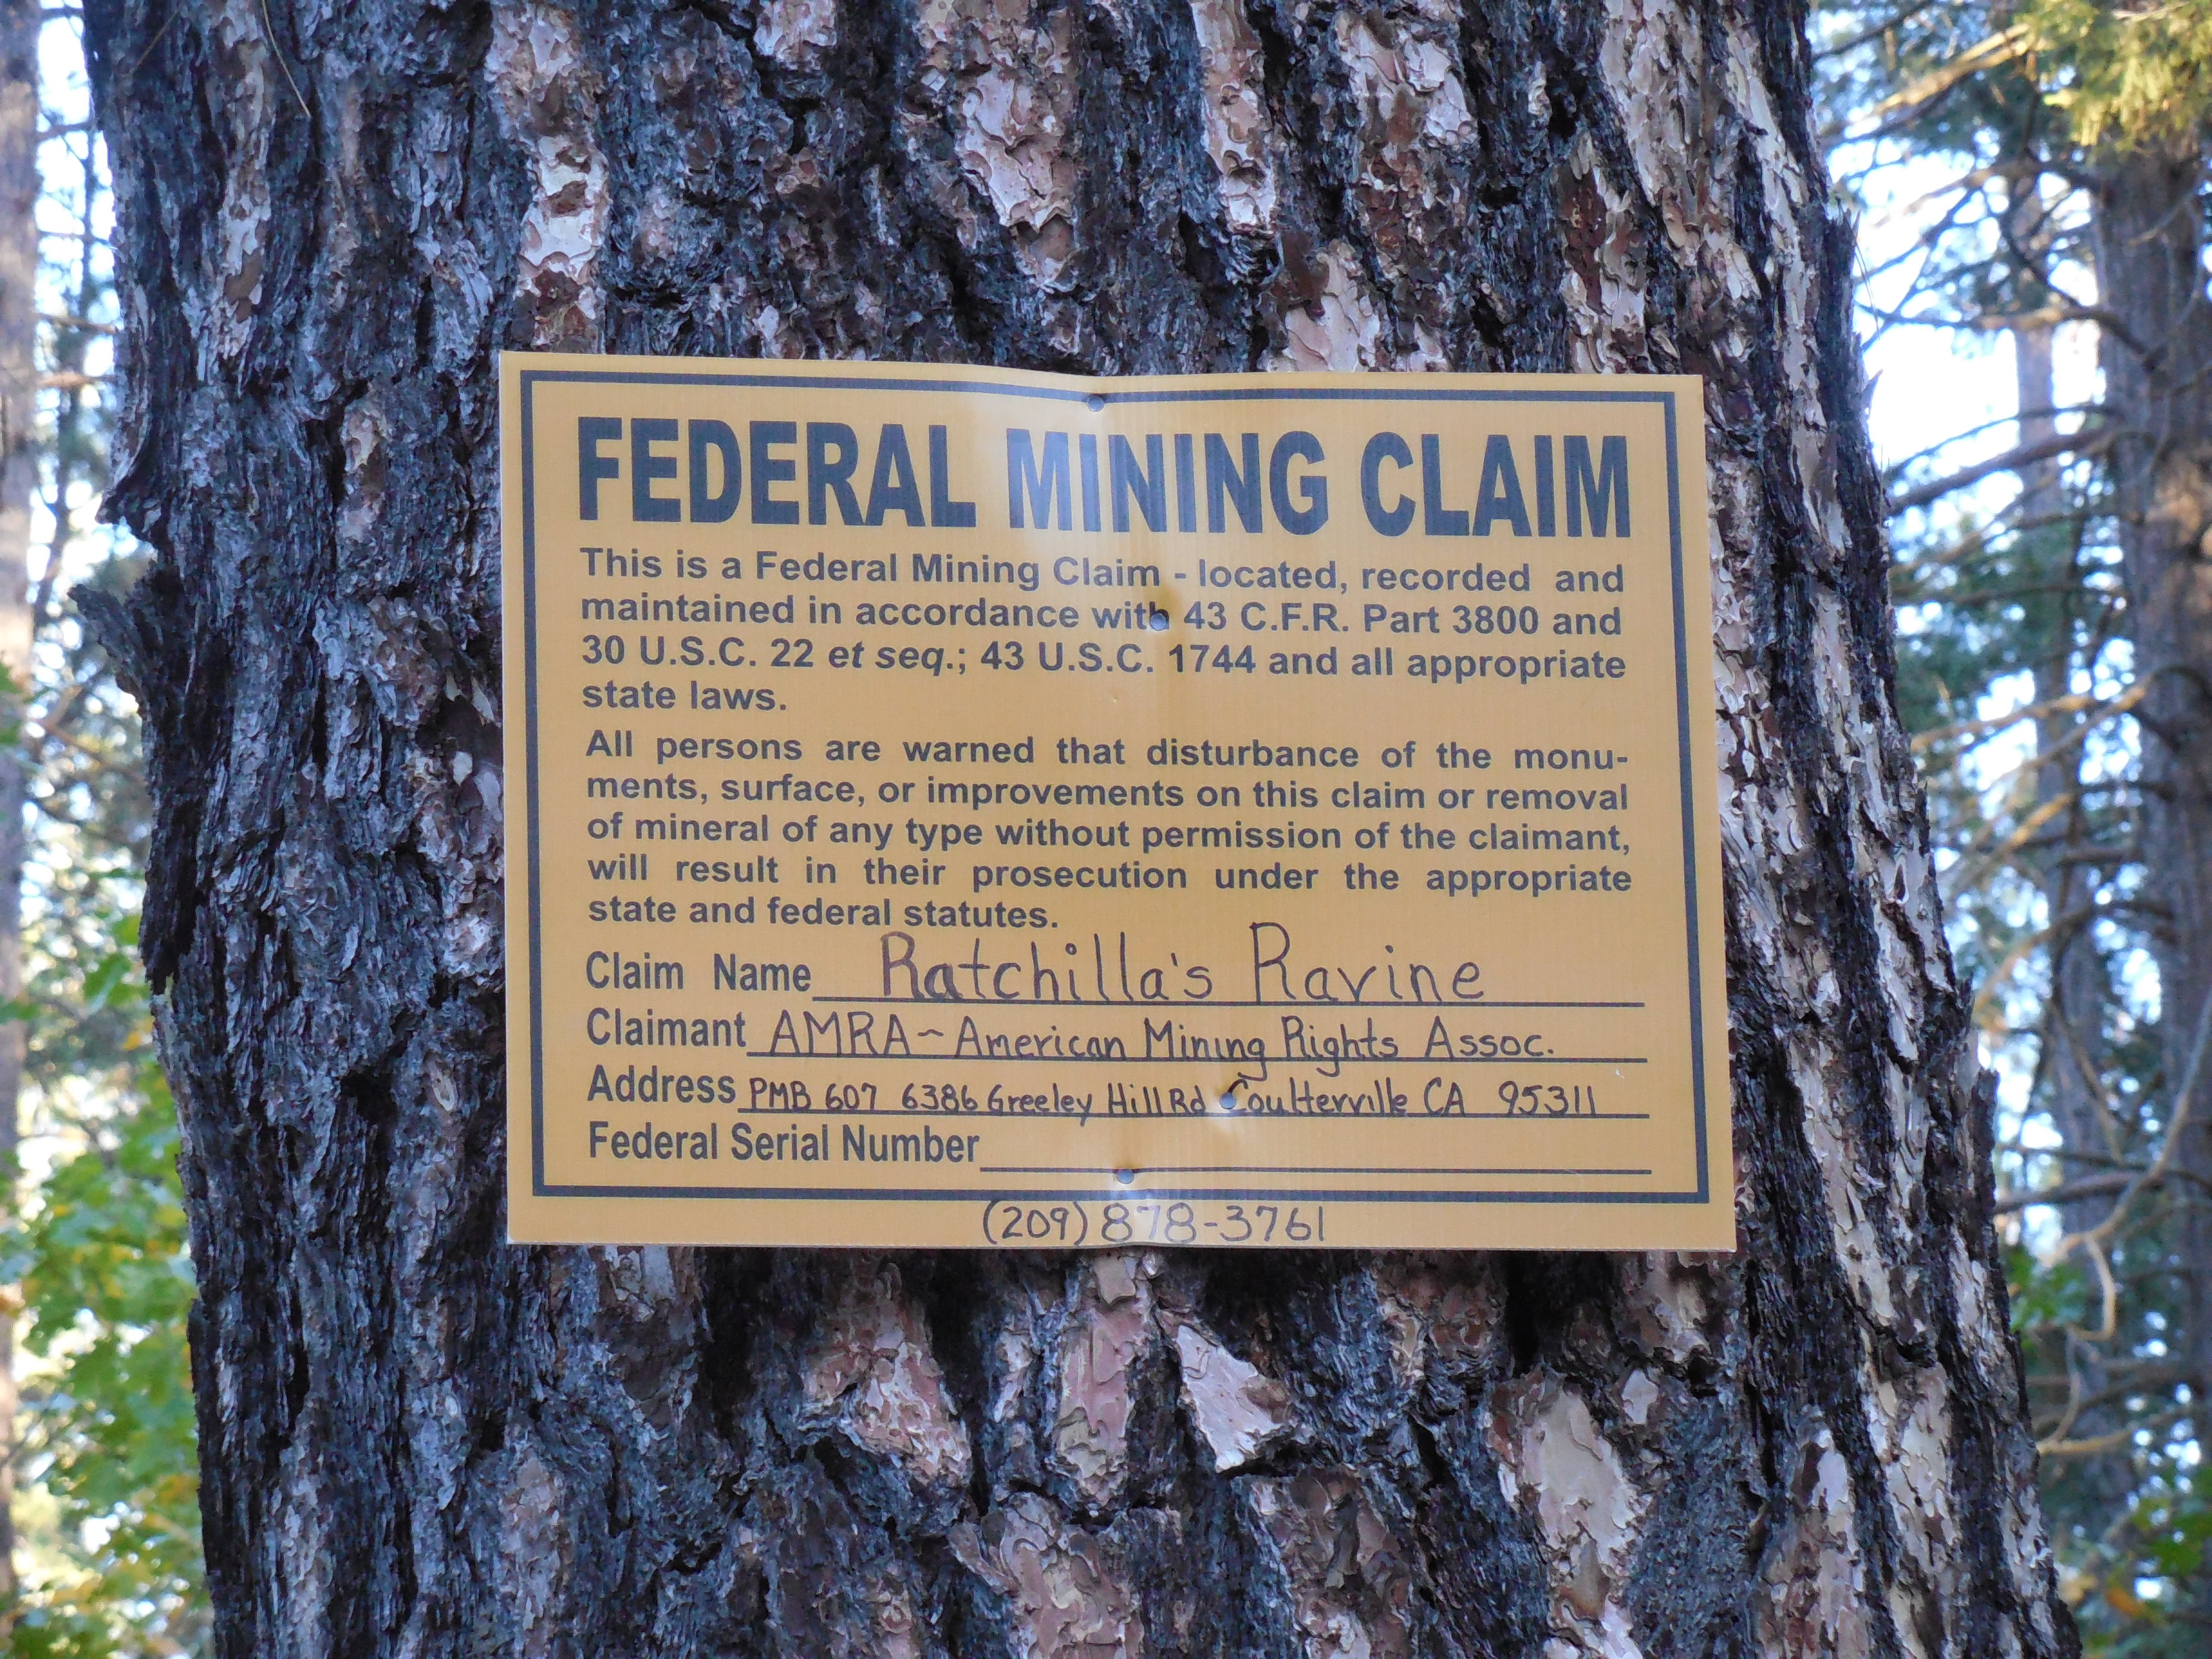 FEDERAL MINING CLAIM
This is a Federal Mining Claim - located, recorded and
maintained in accordance with 43 C.F.R. Part 3800 and
30 U.S.C. 22 et seq.; 43 U.S.C. 1744 and all appropriate
state laws.
All persons are warned that disturbance of the monu-
ments, surface, or improvements on this claim or removal
of mineral of any type without permission of the claimant,
will result in their prosecution under the appropriate
state and federal statutes.
Claim Name Ratchilla's Ravine
Claimant AMRA~American Mining Rights Assoc.
Address PMB 607 6386 Greeley Hill Rd Coulterville CA 95311
Federal Serial Number
(209) 878-3761